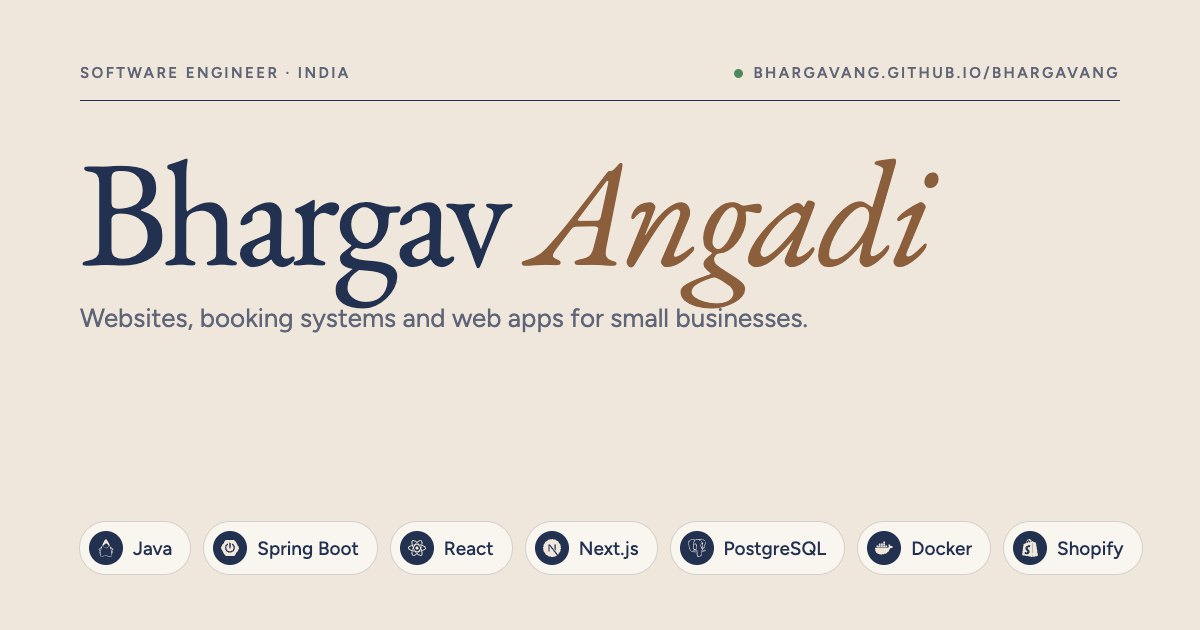 SOFTWARE ENGINEER · INDIA
BHARGAVANG.GITHUB.IO/BHARGAVANG
Bhargav Angadi
Websites, booking systems and web apps for small businesses.
Java Spring Boot React Next.js PostgreSQL Docker Shopify